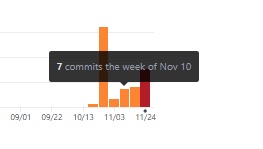 7 commits the week of Nov 10
09/01 09/22 10/13 11/03 11/24